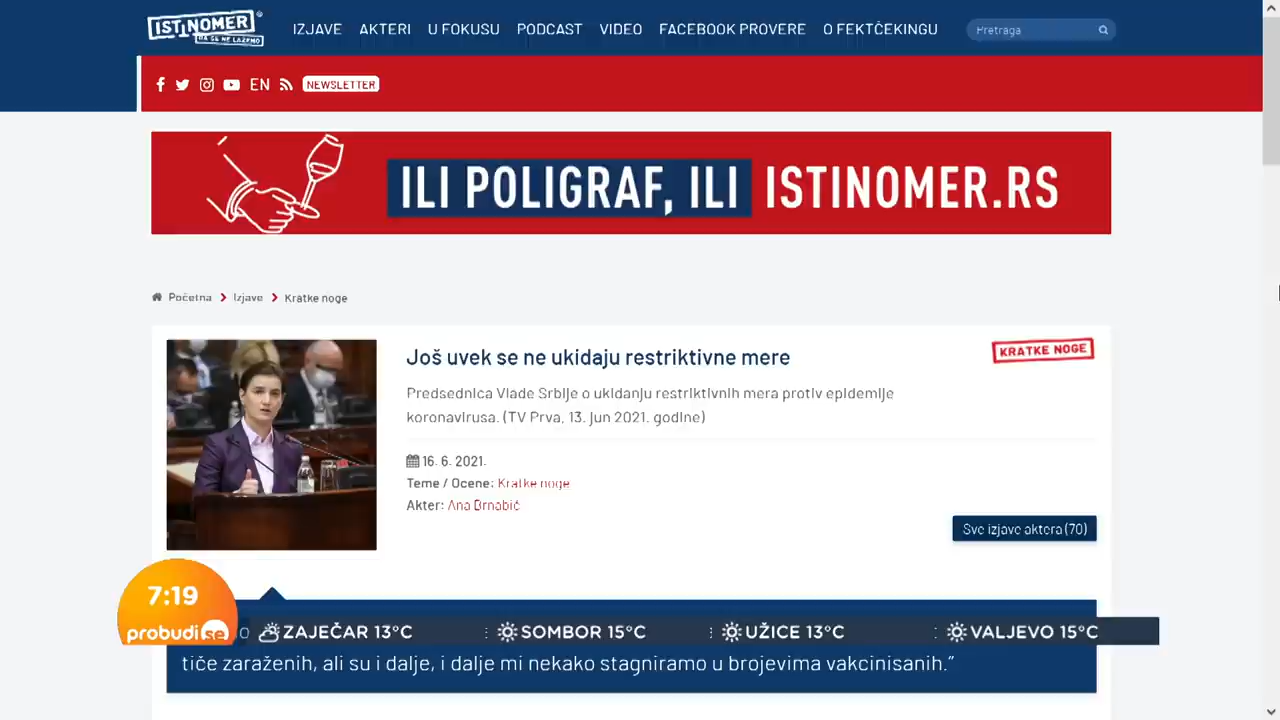 ISTINOMER
DA SE NE LAŽEMO
IZJAVE AKTERI U FOKUSU PODCAST VIDEO FACEBOOK PROVERE O FEKTČEKINGU
Pretraga
EN NEWSLETTER
ILI POLIGRAF, ILI ISTINOMER.RS
Početna Izjave Kratke noge
Još uvek se ne ukidaju restriktivne mere
KRATKE NOGE
Predsednica Vlade Srbije o ukidanju restriktivnih mera protiv epidemije
koronavirusa. (TV Prva, 13. jun 2021. godine)
16. 6. 2021.
Teme / Ocene: Kratke noge
Akter: Ana Brnabić
Sve izjave aktera (70)
7:19
probudi se
ZAJEČAR 13°C : SOMBOR 15°C : UŽICE 13°C : VALJEVO 15°C
tiče zaraženih, ali su i dalje, i dalje mi nekako stagniramo u brojevima vakcinisanih.”